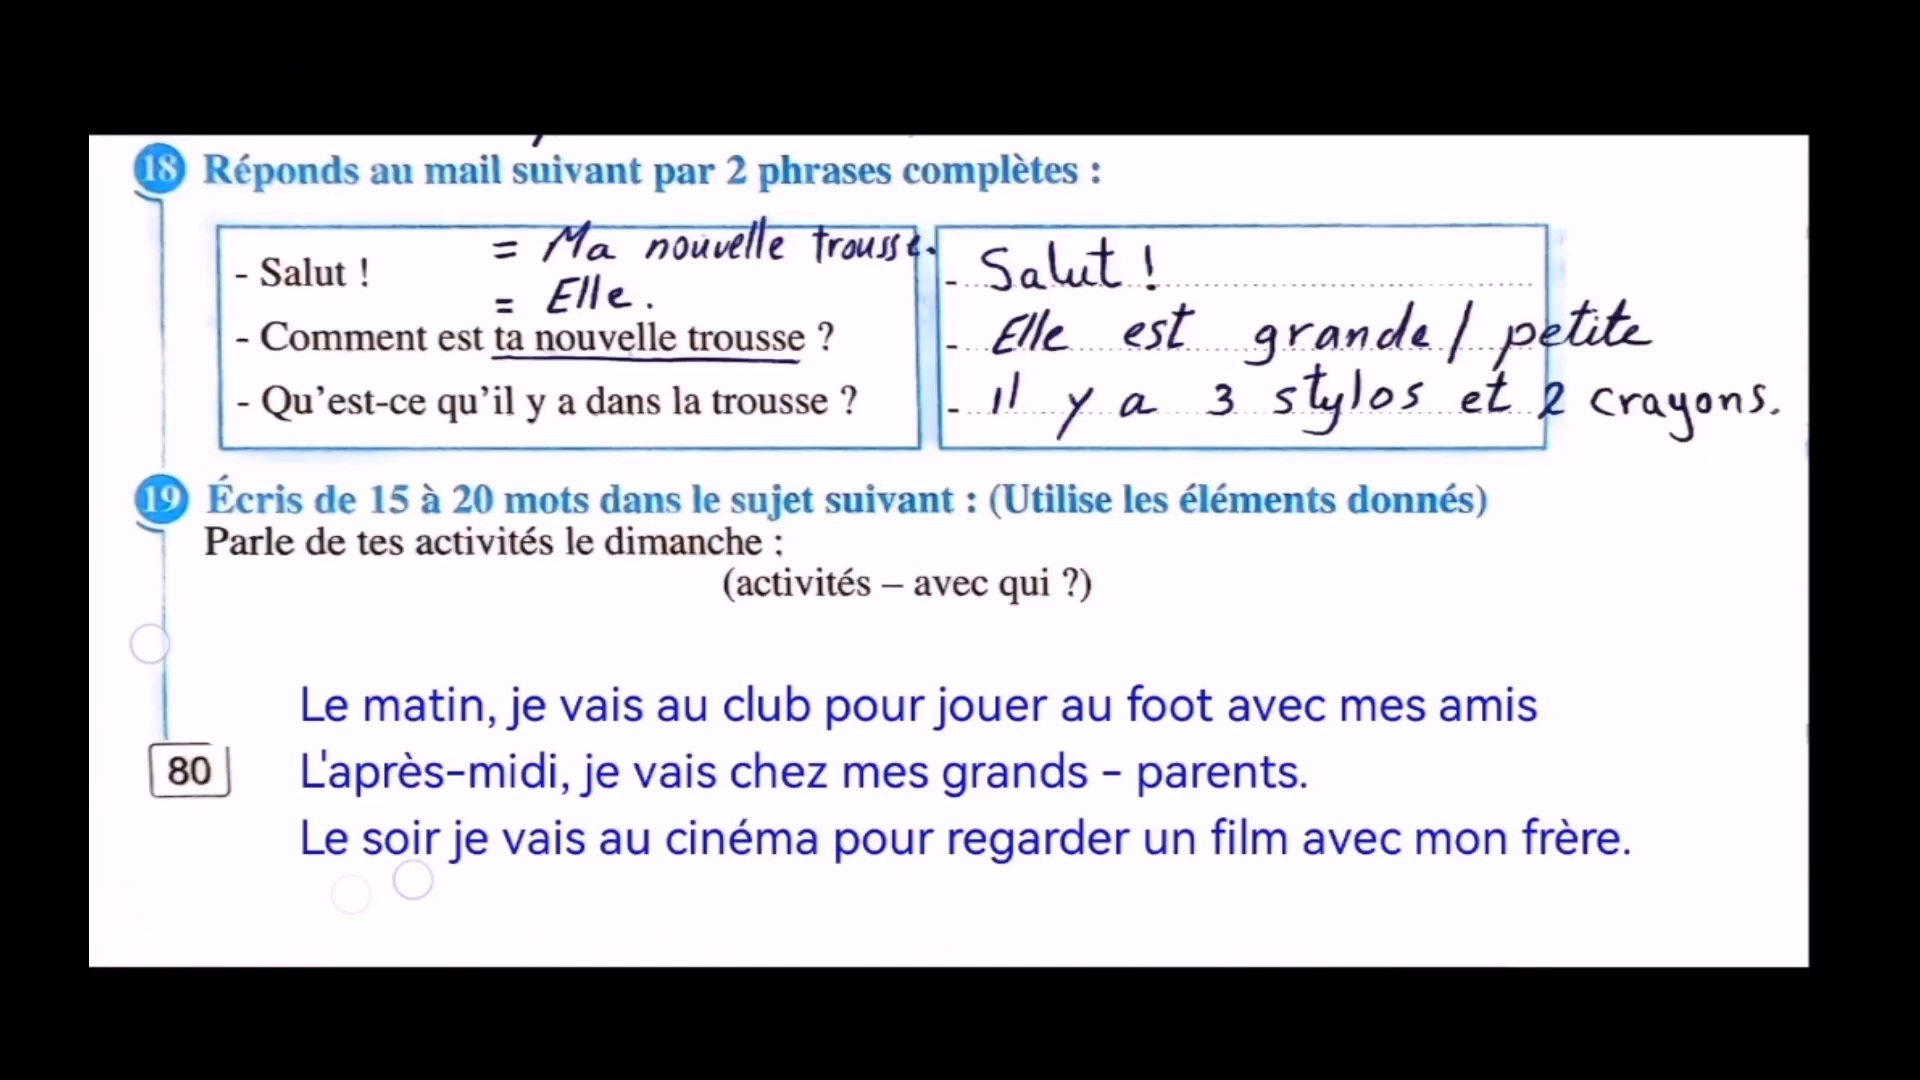 18 Réponds au mail suivant par 2 phrases complètes :
- Salut !
= Ma nouvelle trousse.
= Elle.
- Comment est ta nouvelle trousse ?
- Qu'est-ce qu'il y a dans la trousse ?
- Salut !
- Elle est grande / petite
- Il y a 3 stylos et 2 crayons.
19 Écris de 15 à 20 mots dans le sujet suivant : (Utilise les éléments donnés)
Parle de tes activités le dimanche :
(activités – avec qui ?)
Le matin, je vais au club pour jouer au foot avec mes amis
L'après-midi, je vais chez mes grands - parents.
80
Le soir je vais au cinéma pour regarder un film avec mon frère.